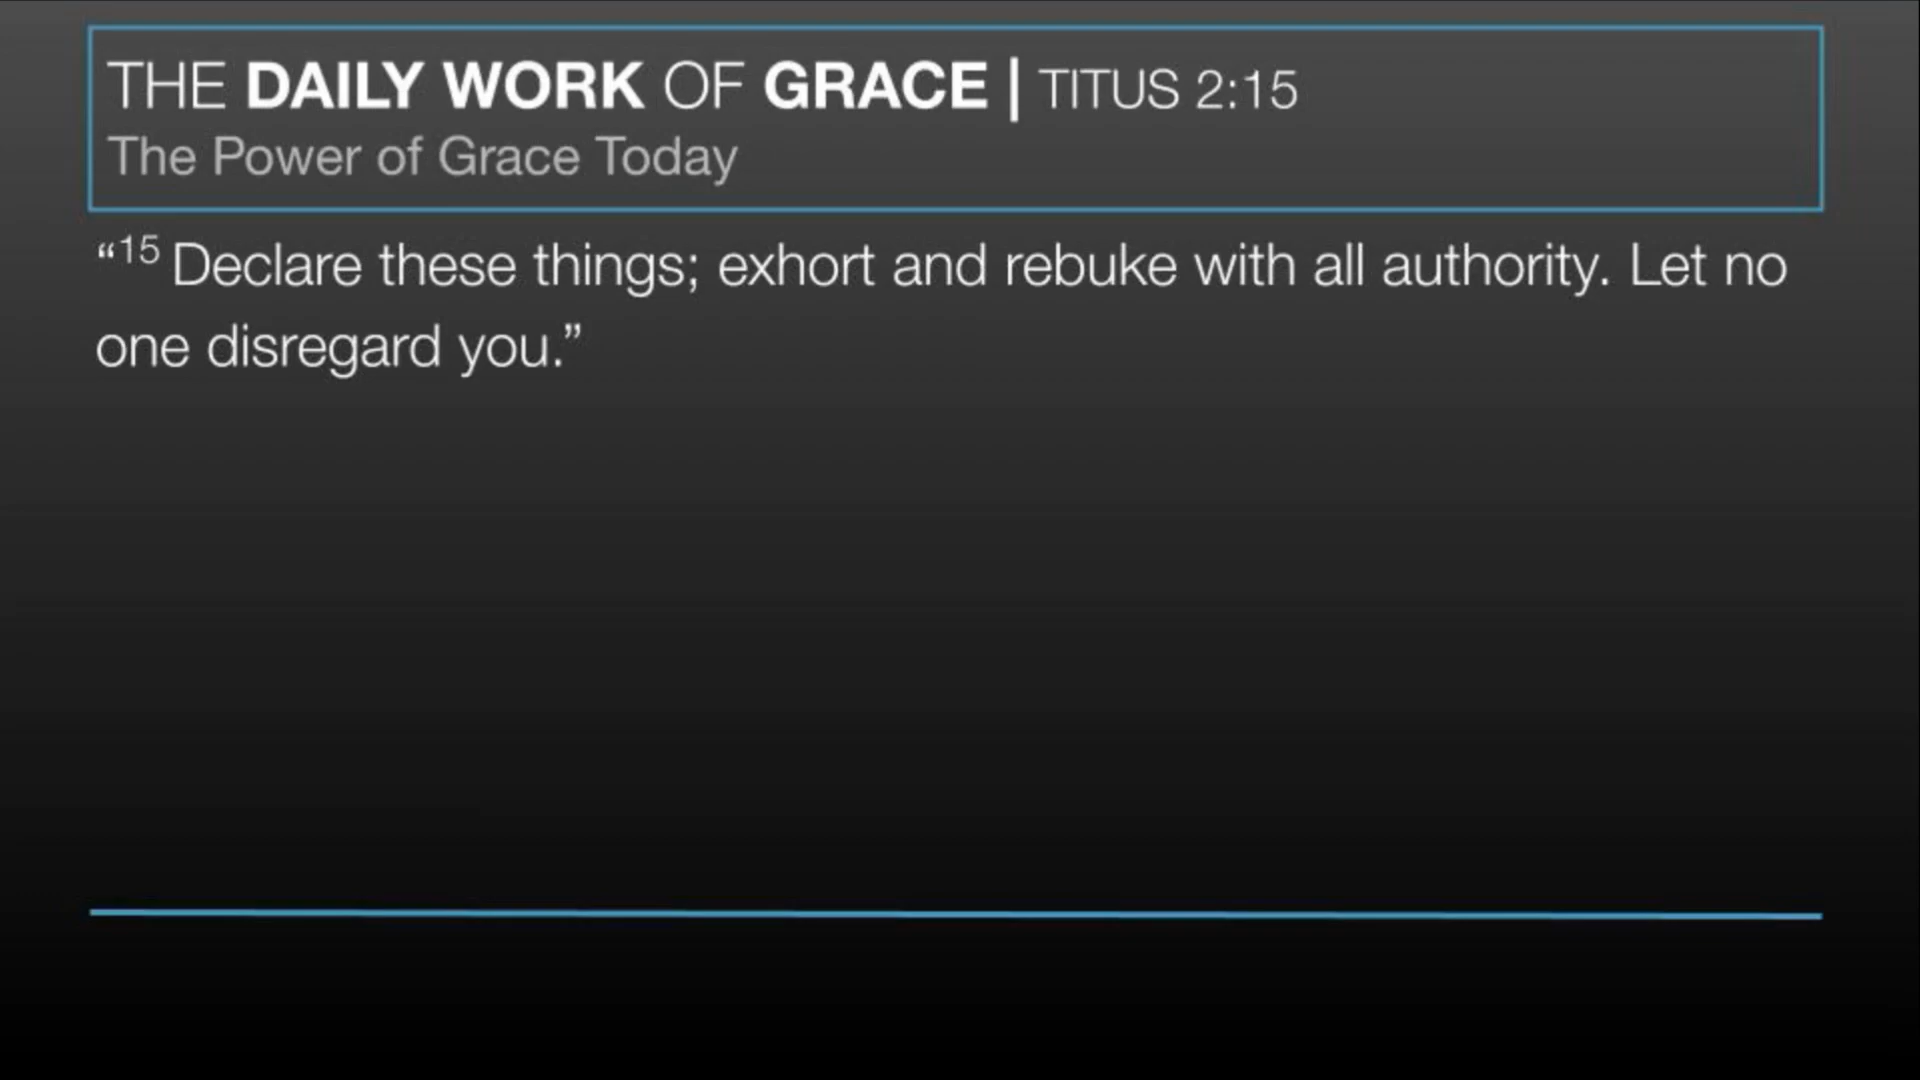 THE DAILY WORK OF GRACE | TITUS 2:15
The Power of Grace Today
“15 Declare these things; exhort and rebuke with all authority. Let no
one disregard you.”